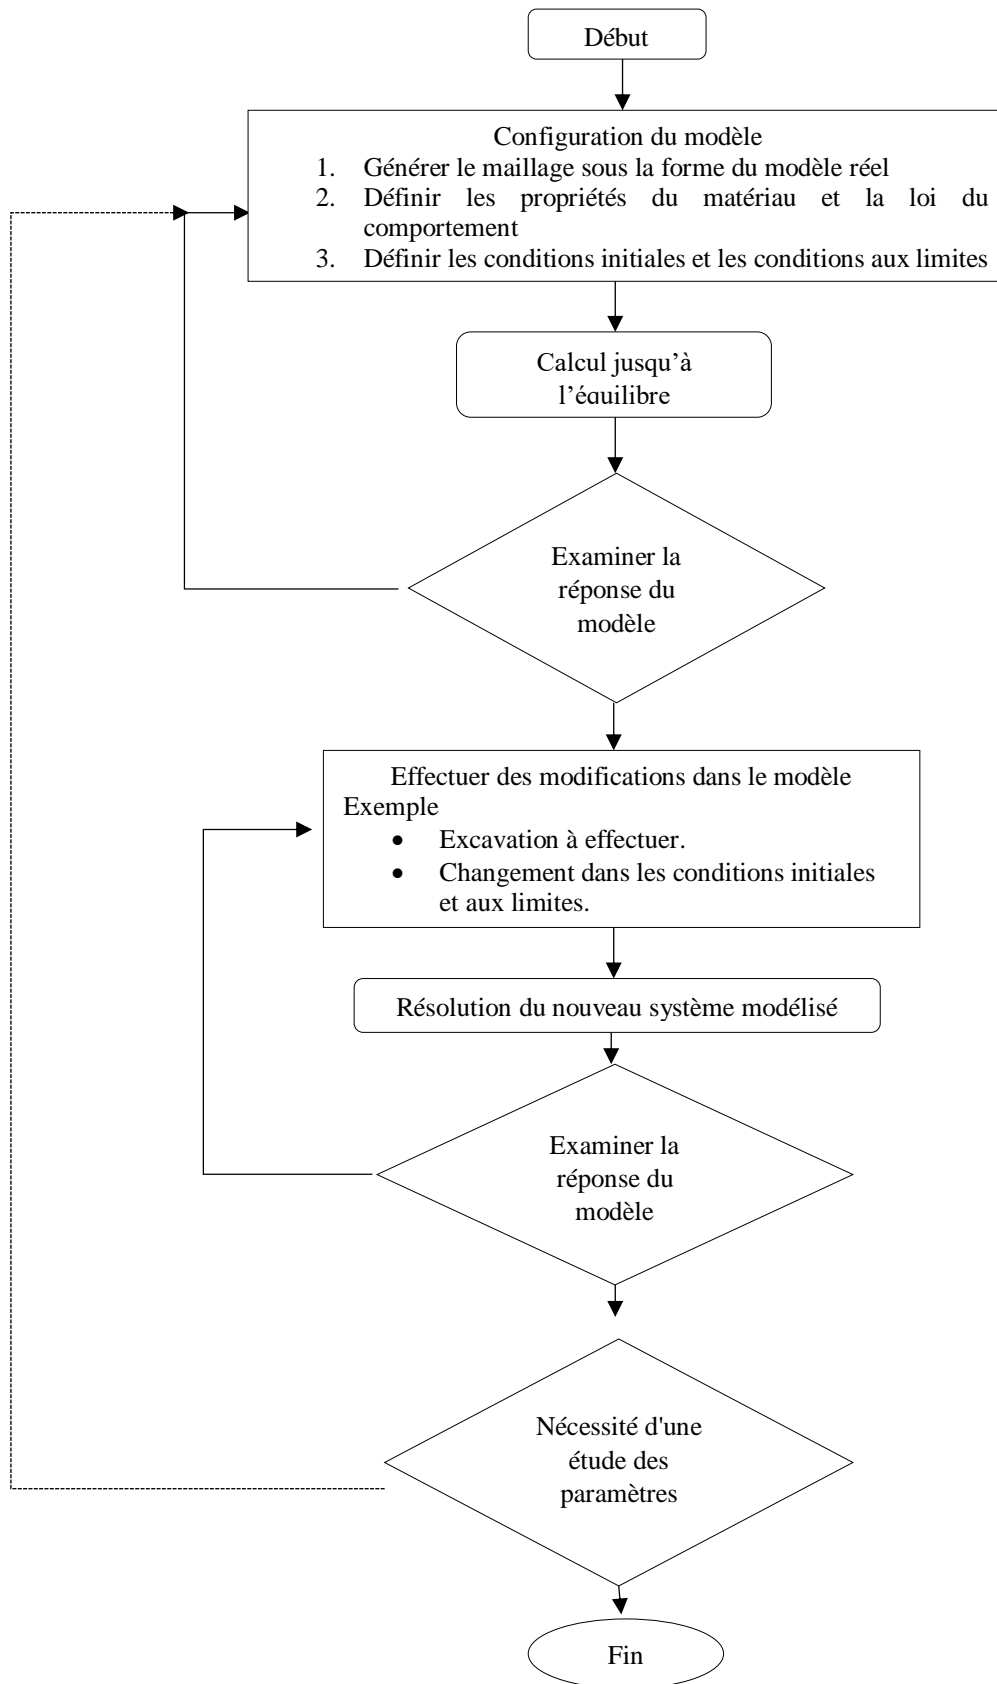 Début
Configuration du modèle
1. Générer le maillage sous la forme du modèle réel
2. Définir les propriétés du matériau et la loi du
comportement
3. Définir les conditions initiales et les conditions aux limites
Calcul jusqu’à
l’équilibre
Examiner la
réponse du
modèle
Effectuer des modifications dans le modèle
Exemple
• Excavation à effectuer.
• Changement dans les conditions initiales
et aux limites.
Résolution du nouveau système modélisé
Examiner la
réponse du
modèle
Nécessité d'une
étude des
paramètres
Fin